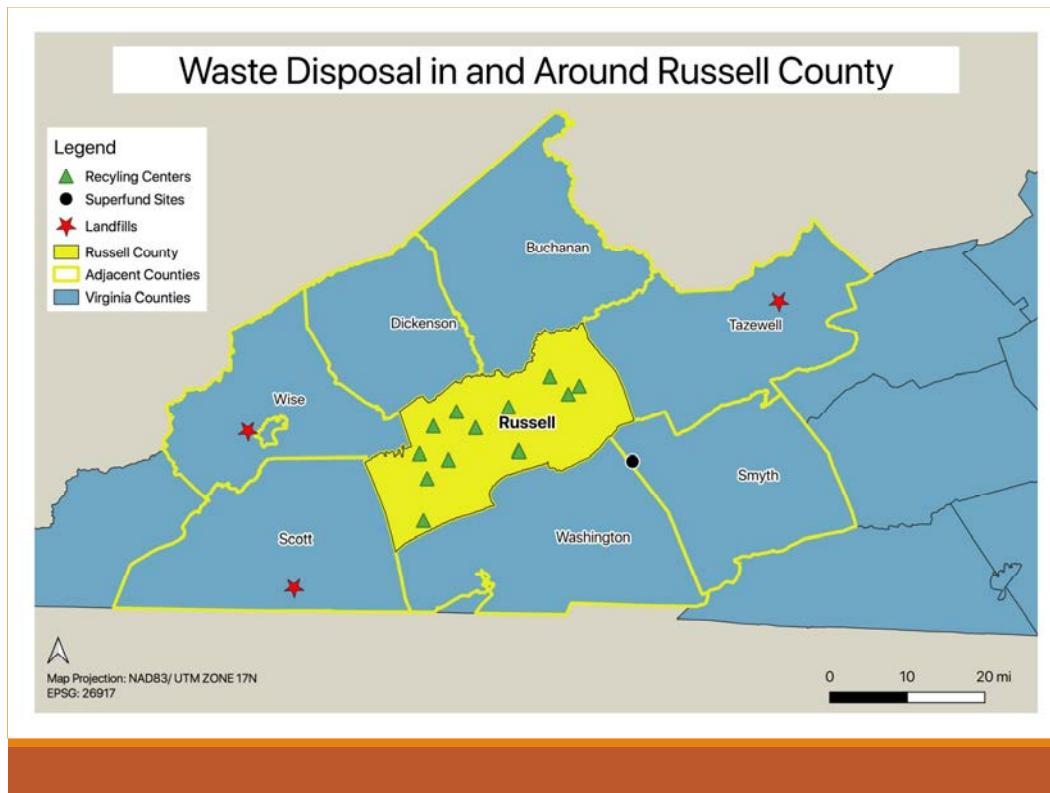 Waste Disposal in and Around Russell County
Legend
Recyling Centers
Superfund Sites
Landfills
Russell County
Adjacent Counties
Virginia Counties
Buchanan
Dickenson
Tazewell
Wise
Russell
Smyth
Scott
Washington
Map Projection: NAD83/ UTM ZONE 17N
EPSG: 26917
0 10 20 mi